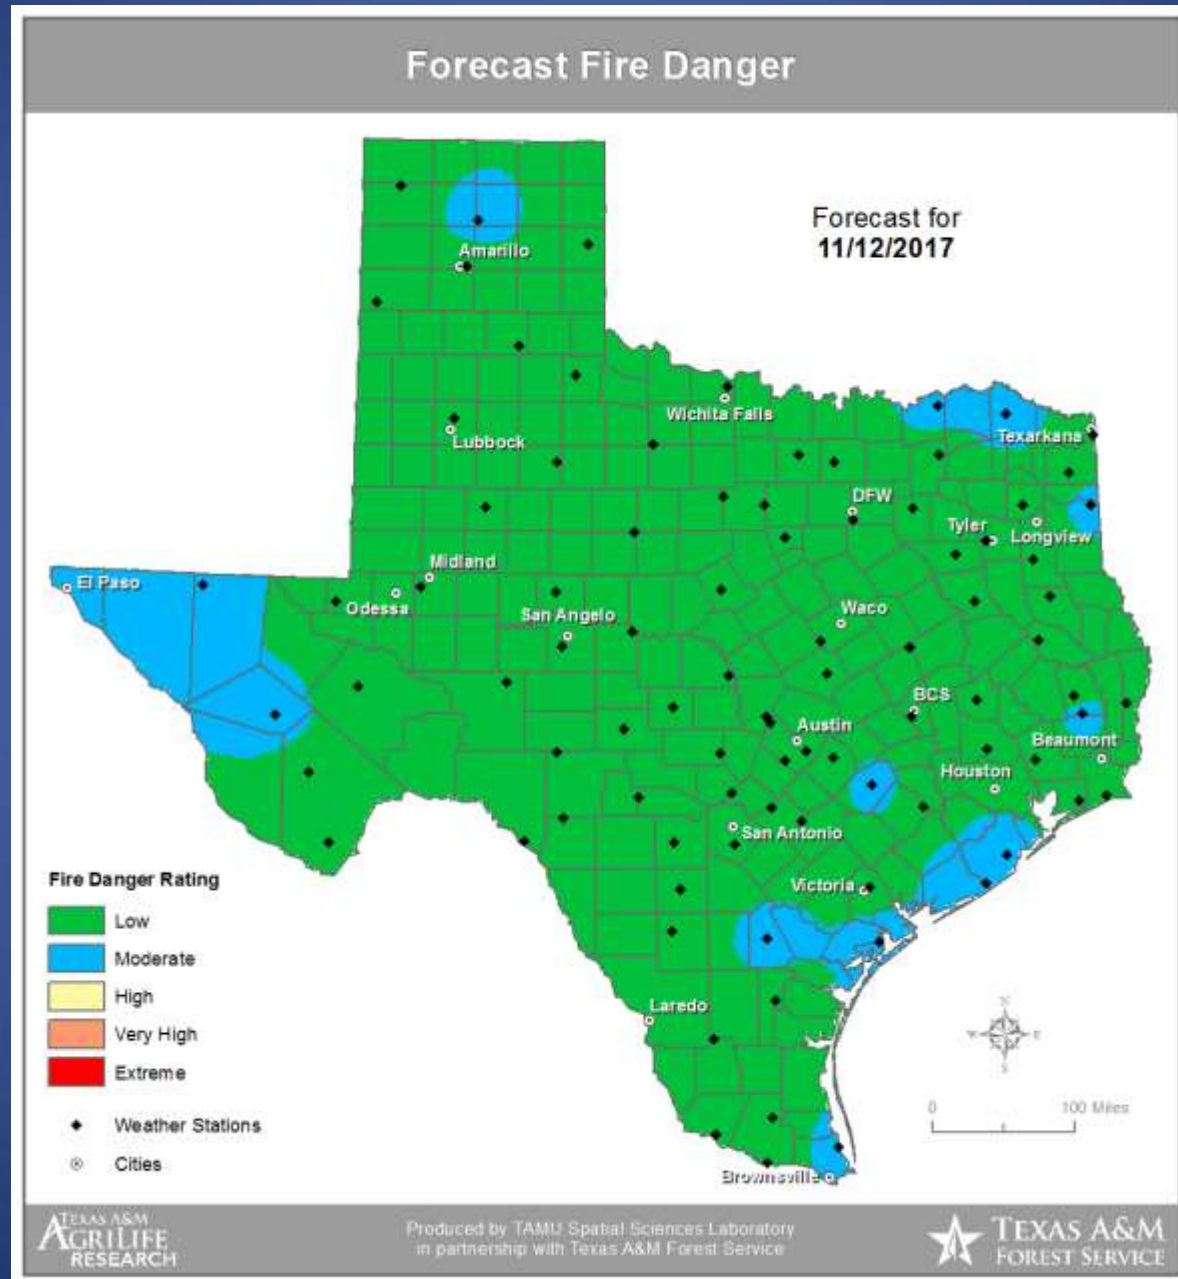 Forecast Fire Danger
Forecast for
11/12/2017
Amarillo
Wichita Falls
Lubbock
Texarkana
DFW
Tyler
Longview
Midland
El Paso
Odessa
San Angelo
Waco
BCS
Austin
Beaumont
Houston
San Antonio
Victoria
Laredo
Brownsville
Fire Danger Rating
Low
Moderate
High
Very High
Extreme
Weather Stations
Cities
N
W
E
S
0
100 Miles
TEXAS A&M
AGRILIFE
RESEARCH
Produced by TAMU Spatial Sciences Laboratory
in partnership with Texas A&M Forest Service
TEXAS A&M
FOREST SERVICE